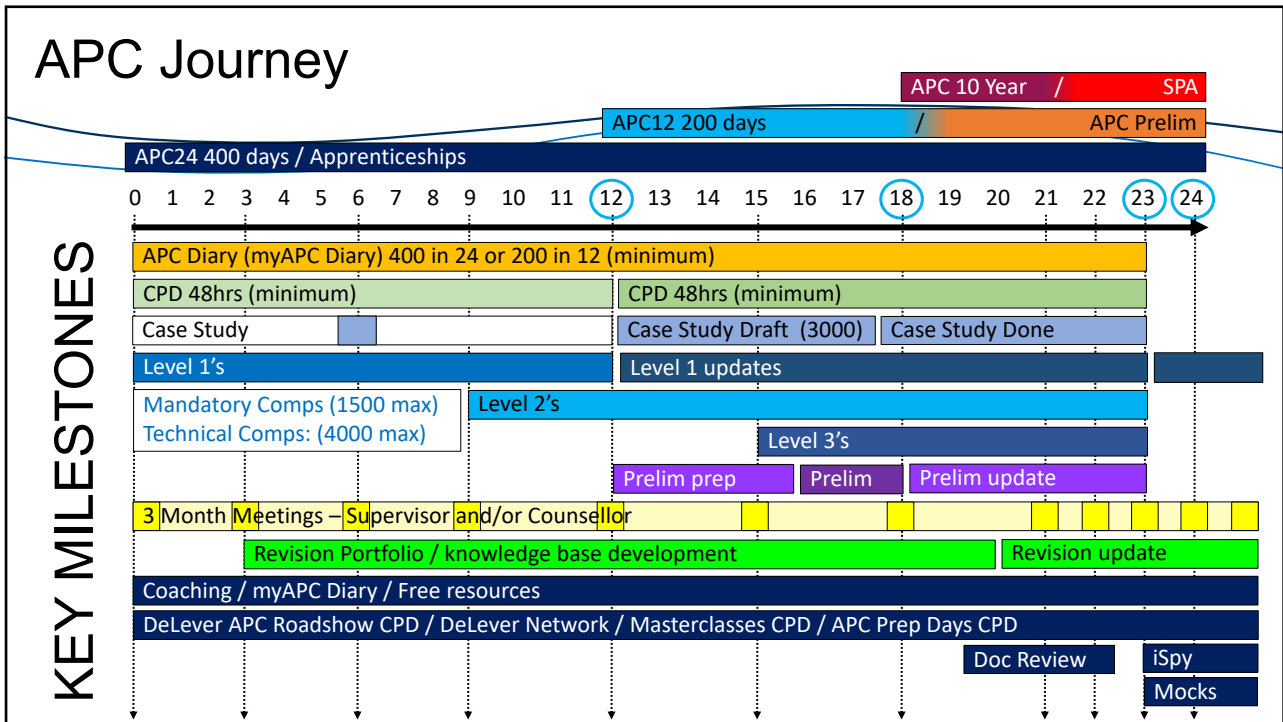 APC Journey
APC 10 Year / SPA
APC12 200 days / APC Prelim
APC24 400 days / Apprenticeships
0 1 2 3 4 5 6 7 8 9 10 11 12 13 14 15 16 17 18 19 20 21 22 23 24
KEY MILESTONES
APC Diary (myAPC Diary) 400 in 24 or 200 in 12 (minimum)
CPD 48hrs (minimum) CPD 48hrs (minimum)
Case Study Case Study Draft (3000) Case Study Done
Level 1’s Level 1 updates
Mandatory Comps (1500 max) Level 2’s
Technical Comps: (4000 max)
Level 3’s
Prelim prep Prelim Prelim update
3 Month Meetings – Supervisor and/or Counsellor
Revision Portfolio / knowledge base development Revision update
Coaching / myAPC Diary / Free resources
DeLever APC Roadshow CPD / DeLever Network / Masterclasses CPD / APC Prep Days CPD
Doc Review iSpy
Mocks